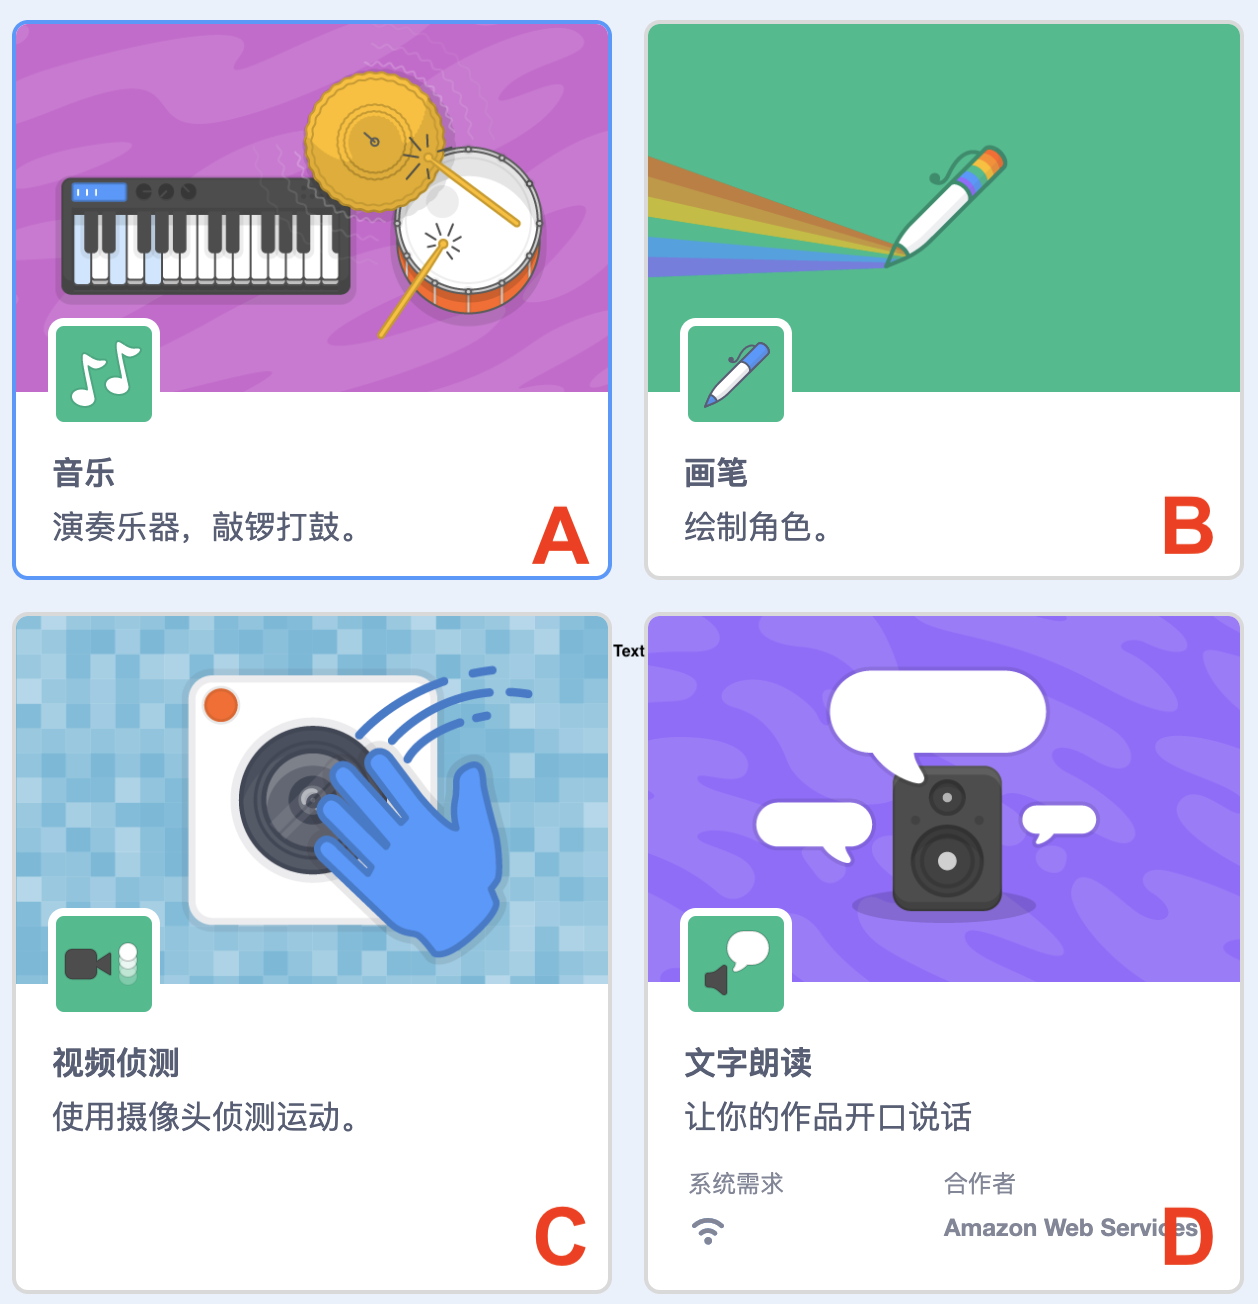 音乐
演奏乐器，敲锣打鼓。
A
画笔
绘制角色。
B
Text
视频侦测
使用摄像头侦测运动。
C
文字朗读
让你的作品开口说话
系统需求
合作者
Amazon Web Services
D